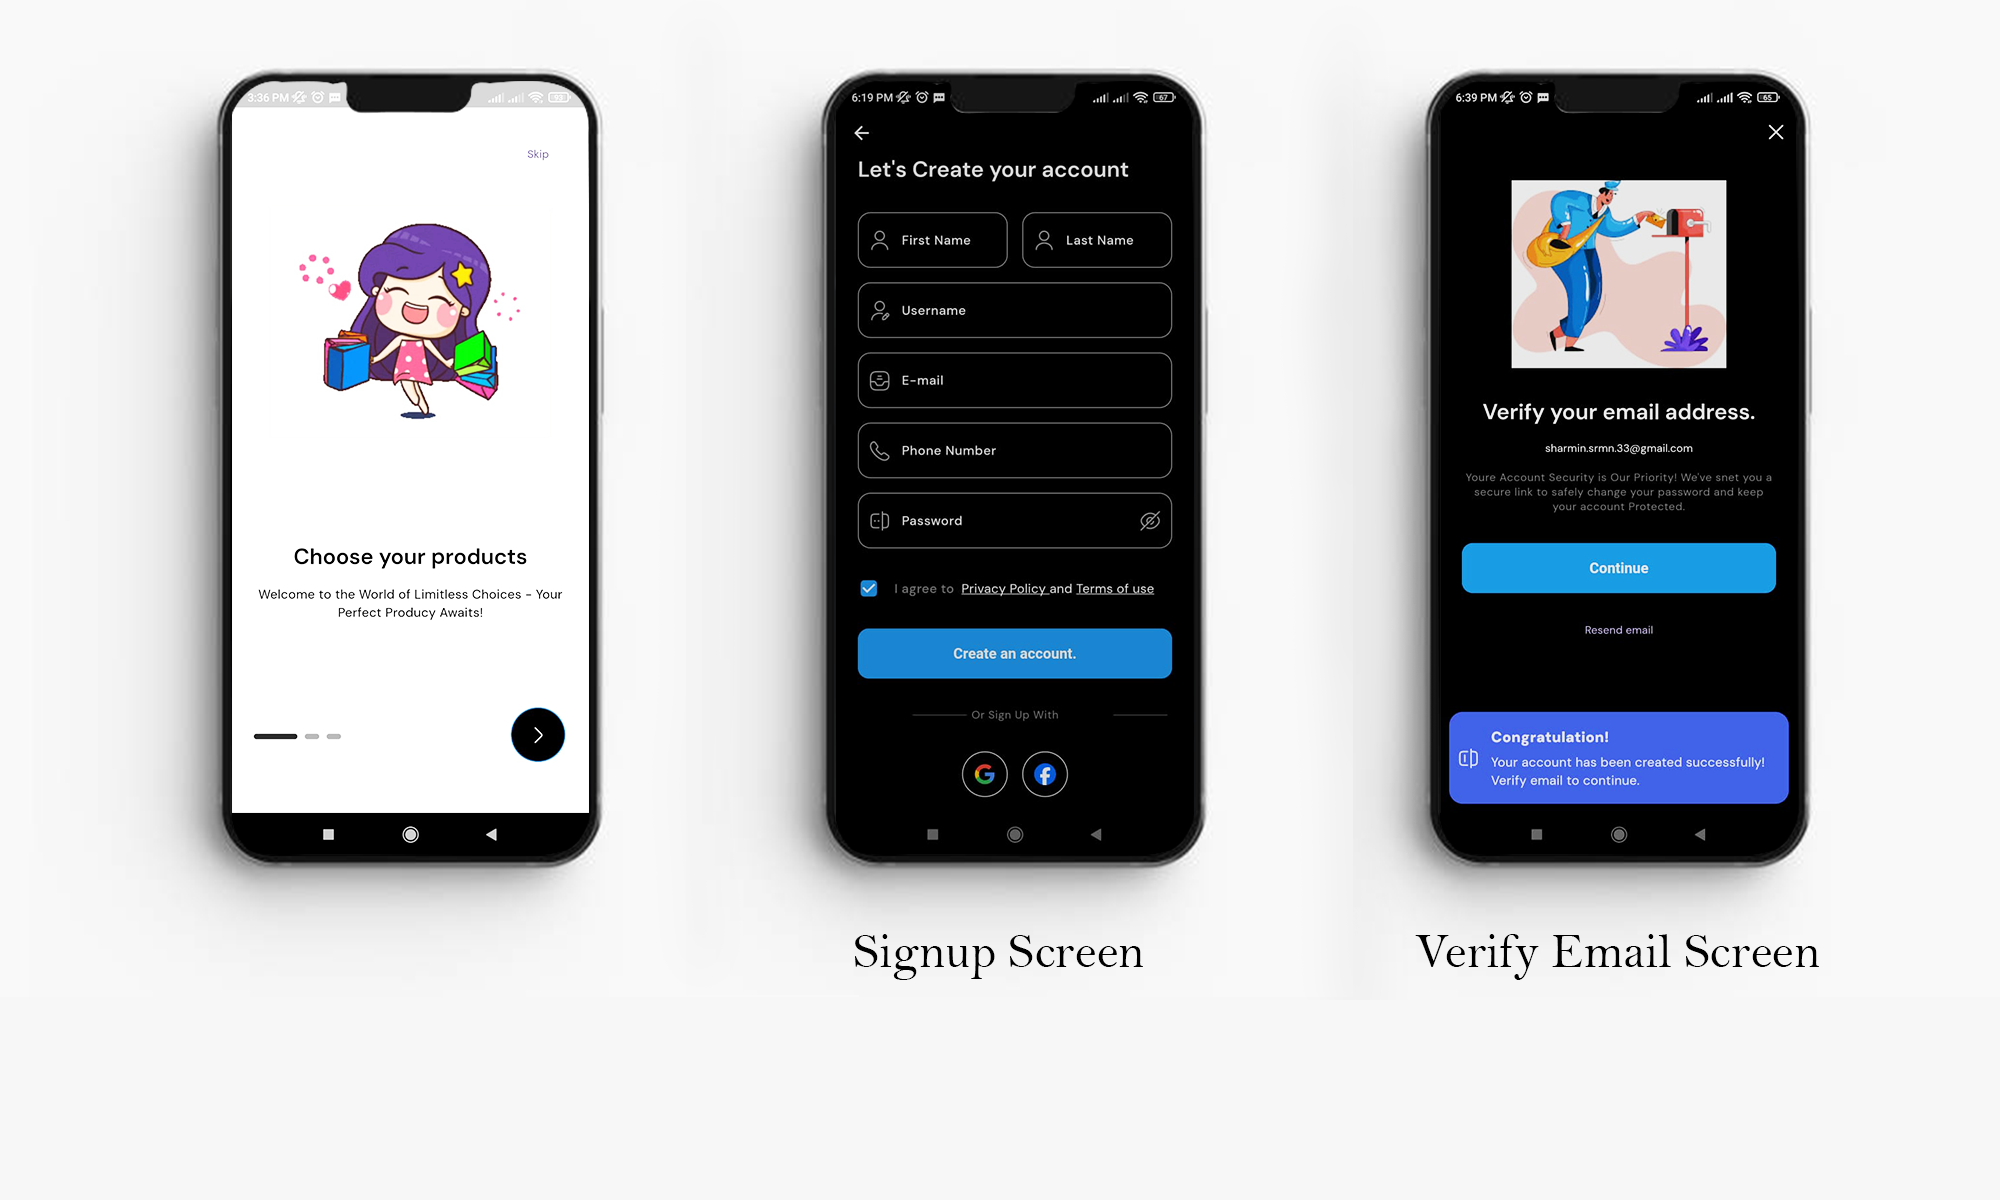 3:36 PM
93
Skip
Choose your products
Welcome to the World of Limitless Choices - Your
Perfect Producy Awaits!
6:19 PM
67
Let's Create your account
First Name
Last Name
Username
E-mail
Phone Number
Password
I agree to Privacy Policy and Terms of use
Create an account.
Or Sign Up With
Signup Screen
6:39 PM
65
Verify your email address.
sharmin.srmn.33@gmail.com
Youre Account Security is Our Priority! We've snet you a
secure link to safely change your password and keep
your account Protected.
Continue
Resend email
Congratulation!
Your account has been created successfully!
Verify email to continue.
Verify Email Screen